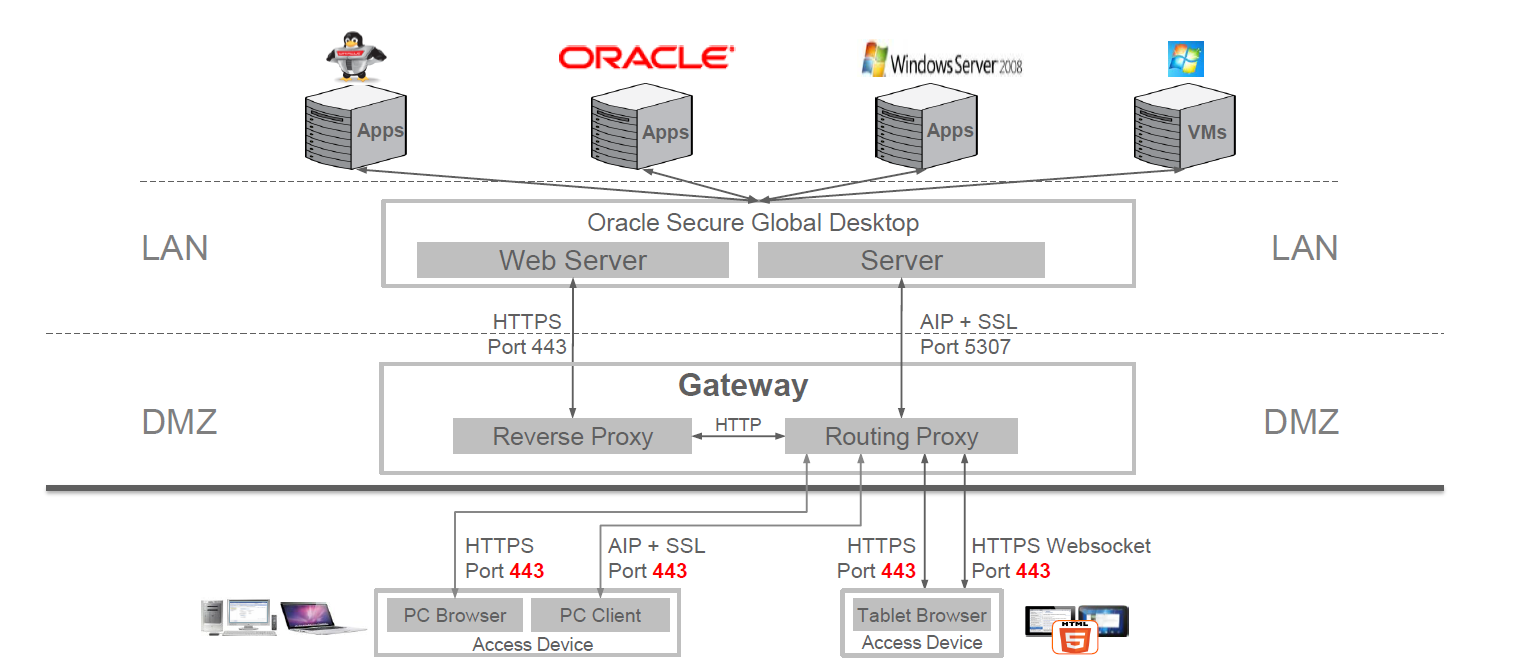 ORACLE
Windows Server 2008
Apps
Apps
Apps
VMs
Oracle Secure Global Desktop
LAN
LAN
Web Server
Server
HTTPS
Port 443
AIP + SSL
Port 5307
Gateway
DMZ
DMZ
Reverse Proxy
HTTP
Routing Proxy
HTTPS
Port 443
AIP + SSL
Port 443
HTTPS
Port 443
HTTPS Websocket
Port 443
PC Browser
PC Client
Access Device
Tablet Browser
Access Device
HTML
5